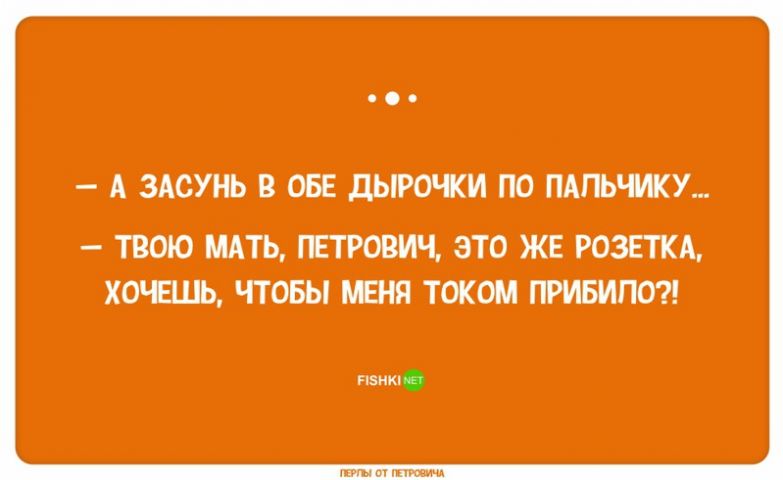 – А ЗАСУНЬ В ОБЕ ДЫРОЧКИ ПО ПАЛЬЧИКУ...
– ТВОЮ МАТЬ, ПЕТРОВИЧ, ЭТО ЖЕ РОЗЕТКА,
ХОЧЕШЬ, ЧТОБЫ МЕНЯ ТОКОМ ПРИБИЛО?!
FISHKI NET
ПЕРЛЫ ОТ ПЕТРОВИЧА